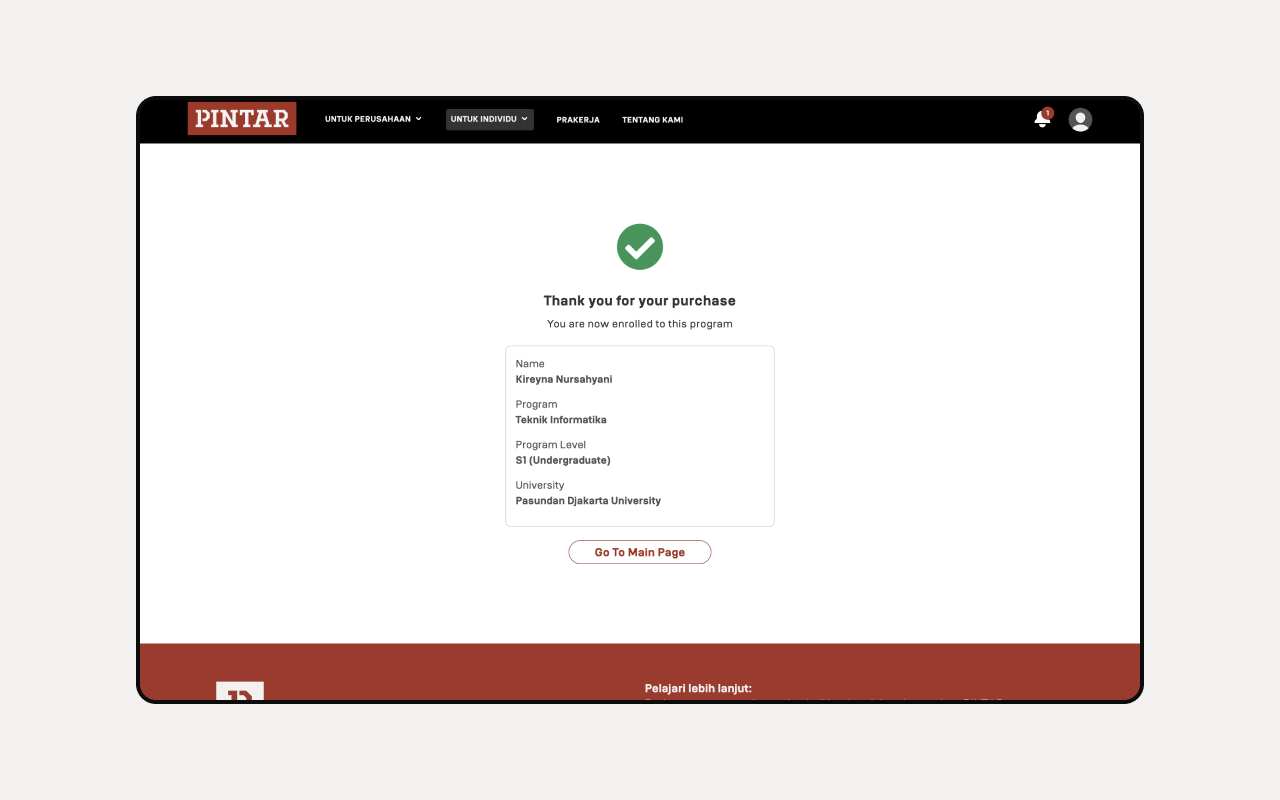 PINTAR
UNTUK PERUSAHAAN
UNTUK INDIVIDU
PRAKERJA
TENTANG KAMI
1
Thank you for your purchase
You are now enrolled to this program
Name
Kireyna Nursahyani
Program
Teknik Informatika
Program Level
S1 (Undergraduate)
University
Pasundan Djakarta University
Go To Main Page
Pelajari lebih lanjut: